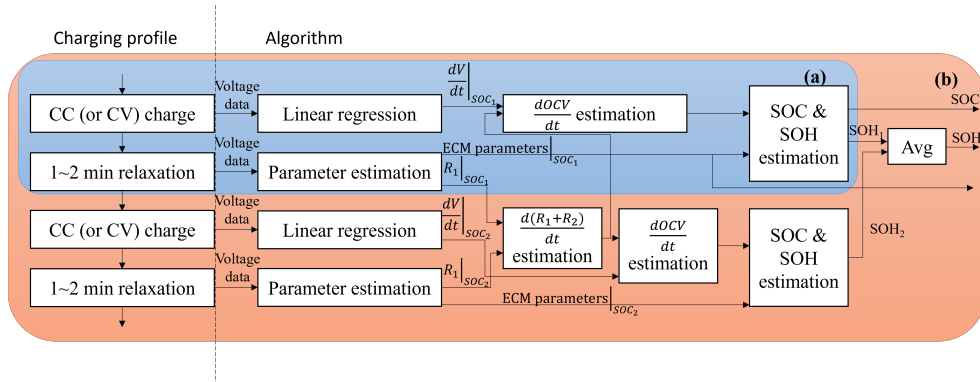 Charging profile
Algorithm
(a)
(b)
CC (or CV) charge
Voltage
data
Linear regression
dV/dt|SOC₁
dOCV/dt estimation
SOC &
SOH
estimation
SOC
SOH₁
Avg
SOH
1~2 min relaxation
Voltage
data
Parameter estimation
ECM parameters|SOC₁
R₁|SOC₁
CC (or CV) charge
Voltage
data
Linear regression
dV/dt|SOC₂
d(R₁+R₂)/dt
estimation
dOCV/dt
estimation
SOC &
SOH
estimation
SOH₂
1~2 min relaxation
Voltage
data
Parameter estimation
R₁|SOC₂
ECM parameters|SOC₂